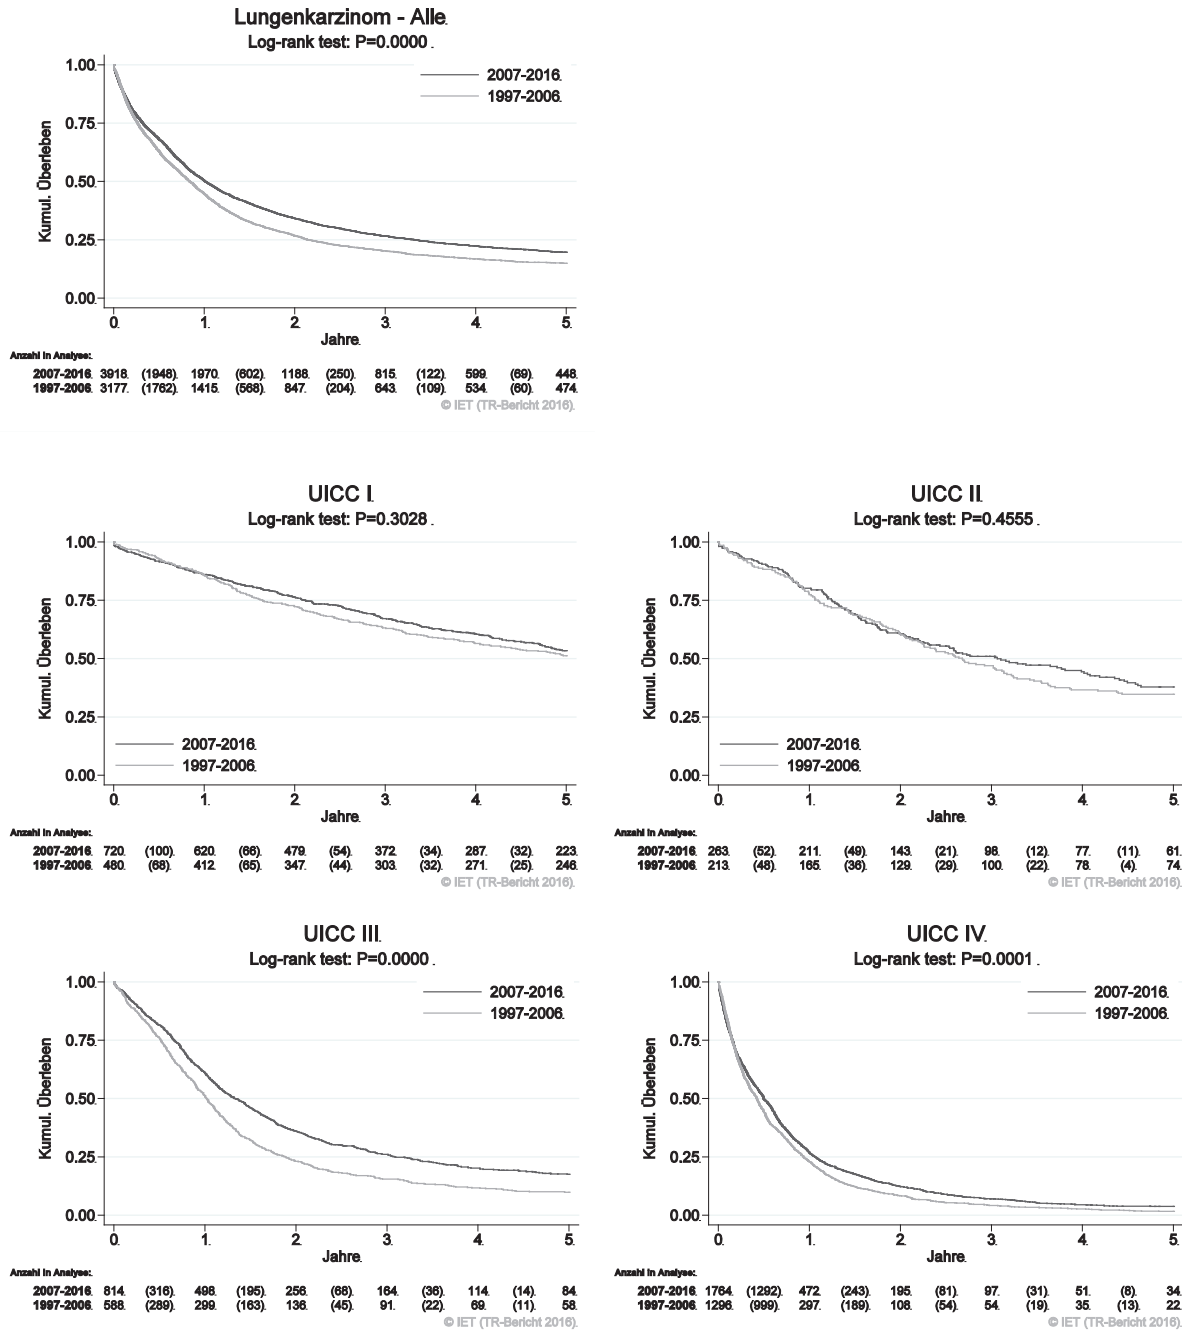 Lungenkarzinom - Alle.
Log-rank test: P=0.0000 .
2007-2016.
1997-2006.
Kumul. Überleben
1.00.
0.75.
0.50.
0.25.
0.00.
0. 1. 2. 3. 4. 5.
Jahre.
Anzahl in Analyse:.
2007-2016. 3918. (1948). 1970. (602). 1188. (250). 815. (122). 599. (69). 448.
1997-2006. 3177. (1762). 1415. (568). 847. (204). 643. (109). 534. (60). 474.
© IET (TR-Bericht 2016).
UICC I.
Log-rank test: P=0.3028 .
Kumul. Überleben
1.00.
0.75.
0.50.
0.25.
0.00.
2007-2016.
1997-2006.
0. 1. 2. 3. 4. 5.
Jahre.
Anzahl in Analyse:.
2007-2016. 720. (100). 620. (66). 479. (54). 372. (34). 287. (32). 223.
1997-2006. 480. (68). 412. (65). 347. (44). 303. (32). 271. (25). 246.
© IET (TR-Bericht 2016).
UICC II.
Log-rank test: P=0.4555 .
Kumul. Überleben
1.00.
0.75.
0.50.
0.25.
0.00.
2007-2016.
1997-2006.
0. 1. 2. 3. 4. 5.
Jahre.
Anzahl in Analyse:.
2007-2016. 263. (52). 211. (49). 143. (21). 98. (12). 77. (11). 61.
1997-2006. 213. (48). 165. (36). 129. (29). 100. (22). 78. (4). 74.
© IET (TR-Bericht 2016).
UICC III.
Log-rank test: P=0.0000 .
2007-2016.
1997-2006.
Kumul. Überleben
1.00.
0.75.
0.50.
0.25.
0.00.
0. 1. 2. 3. 4. 5.
Jahre.
Anzahl in Analyse:.
2007-2016. 814. (316). 498. (195). 256. (68). 164. (36). 114. (14). 84.
1997-2006. 588. (289). 299. (163). 136. (45). 91. (22). 69. (11). 58.
© IET (TR-Bericht 2016).
UICC IV.
Log-rank test: P=0.0001 .
2007-2016.
1997-2006.
Kumul. Überleben
1.00.
0.75.
0.50.
0.25.
0.00.
0. 1. 2. 3. 4. 5.
Jahre.
Anzahl in Analyse:.
2007-2016. 1764. (1292). 472. (243). 195. (81). 97. (31). 51. (8). 34.
1997-2006. 1296. (999). 297. (189). 108. (54). 54. (19). 35. (13). 22.
© IET (TR-Bericht 2016).